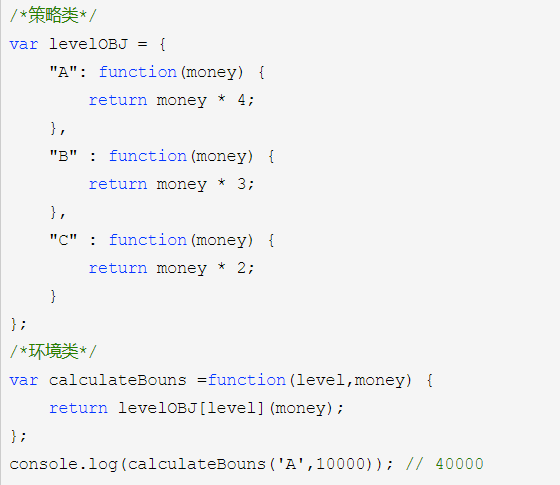 /*策略类*/
var levelOBJ = {
    "A": function(money) {
        return money * 4;
    },
    "B" : function(money) {
        return money * 3;
    },
    "C" : function(money) {
        return money * 2;
    }
};
/*环境类*/
var calculateBouns =function(level,money) {
    return levelOBJ[level](money);
};
console.log(calculateBouns('A',10000)); // 40000